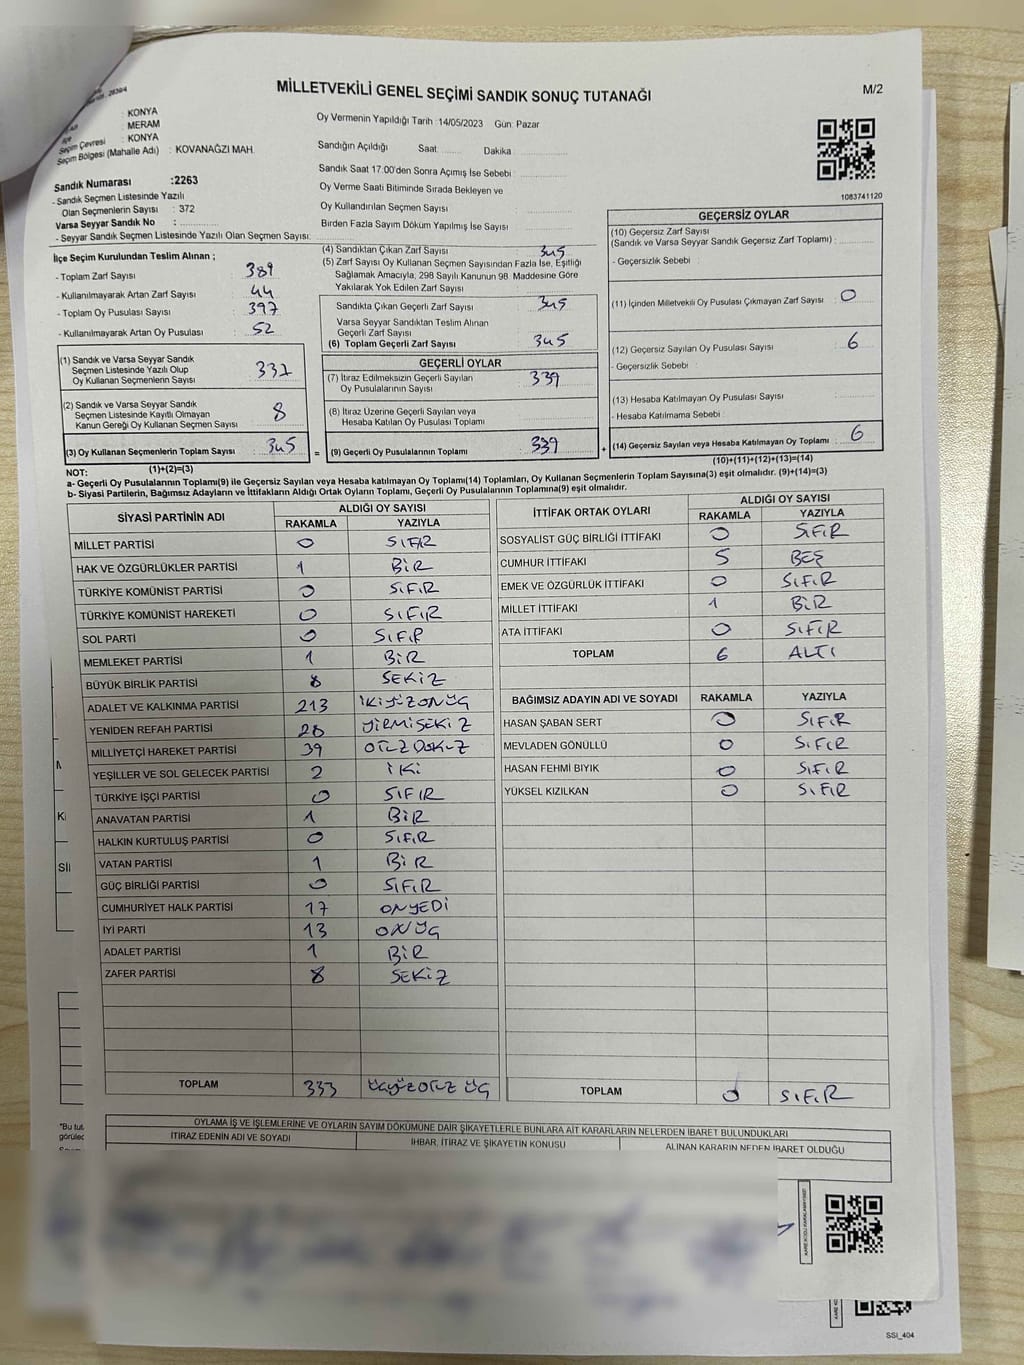 MİLLETVEKİLİ GENEL SEÇİMİ SANDIK SONUÇ TUTANAĞI
M/2
: KONYA
: MERAM
Seçim Çevresi : KONYA
Seçim Bölgesi (Mahalle Adı) : KOVANAĞZI MAH.
Oy Vermenin Yapıldığı Tarih :14/05/2023 Gün: Pazar
Sandığın Açıldığı Saat: Dakika:
Sandık Saat 17:00'den Sonra Açımış İse Sebebi :
Oy Verme Saati Bitiminde Sırada Bekleyen ve
Oy Kullandırılan Seçmen Sayısı
Birden Fazla Sayım Döküm Yapılmış İse Sayısı
1083741120
Sandık Numarası :2263
- Sandık Seçmen Listesinde Yazılı
Olan Seçmenlerin Sayısı : 372
Varsa Seyyar Sandık No :
- Seyyar Sandık Seçmen Listesinde Yazılı Olan Seçmen Sayısı:
İlçe Seçim Kurulundan Teslim Alınan ;
- Toplam Zarf Sayısı : 389
- Kullanılmayarak Artan Zarf Sayısı : 44
- Toplam Oy Pusulası Sayısı : 397
- Kullanılmayarak Artan Oy Pusulası : 52
(1) Sandık ve Varsa Seyyar Sandık
Seçmen Listesinde Yazılı Olup
Oy Kullanan Seçmenlerin Sayısı : 337
(2) Sandık ve Varsa Seyyar Sandık
Seçmen Listesinde Kayıtlı Olmayan
Kanun Gereği Oy Kullanan Seçmen Sayısı : 8
(3) Oy Kullanan Seçmenlerin Toplam Sayısı : 345
(1)+(2)=(3)
(4) Sandıktan Çıkan Zarf Sayısı : 345
(5) Zarf Sayısı Oy Kullanan Seçmen Sayısından Fazla İse, Eşitliği
Sağlamak Amacıyla; 298 Sayılı Kanunun 98. Maddesine Göre
Yakılarak Yok Edilen Zarf Sayısı :
Sandıkta Çıkan Geçerli Zarf Sayısı : 345
Varsa Seyyar Sandıktan Teslim Alınan
Geçerli Zarf Sayısı :
(6) Toplam Geçerli Zarf Sayısı : 345
GEÇERLİ OYLAR
(7) İtiraz Edilmeksizin Geçerli Sayılan
Oy Pusulalarının Sayısı : 339
(8) İtiraz Üzerine Geçerli Sayılan veya
Hesaba Katılan Oy Pusulası Toplamı :
= (9) Geçerli Oy Pusulalarının Toplamı : 339 +
GEÇERSİZ OYLAR
(10) Geçersiz Zarf Sayısı
(Sandık ve Varsa Seyyar Sandık Geçersiz Zarf Toplamı) :
- Geçersizlik Sebebi :
(11) İçinden Milletvekili Oy Pusulası Çıkmayan Zarf Sayısı : 0
(12) Geçersiz Sayılan Oy Pusulası Sayısı : 6
- Geçersizlik Sebebi :
(13) Hesaba Katılmayan Oy Pusulası Sayısı :
- Hesaba Katılmama Sebebi :
(14) Geçersiz Sayılan veya Hesaba Katılmayan Oy Toplamı : 6
(10)+(11)+(12)+(13)=(14)
NOT:
a- Geçerli Oy Pusulalarının Toplamı(9) ile Geçersiz Sayılan veya Hesaba katılmayan Oy Toplamı(14) Toplamları, Oy Kullanan Seçmenlerin Toplam Sayısına(3) eşit olmalıdır. (9)+(14)=(3)
b- Siyasi Partilerin, Bağımsız Adayların ve İttifakların Aldığı Ortak Oyların Toplamı, Geçerli Oy Pusulalarının Toplamına(9) eşit olmalıdır.
SİYASİ PARTİNİN ADI ALDIĞI OY SAYISI
RAKAMLA YAZIYLA
MİLLET PARTİSİ 0 SIFIR
HAK VE ÖZGÜRLÜKLER PARTİSİ 1 BİR
TÜRKİYE KOMÜNİST PARTİSİ 0 SIFIR
TÜRKİYE KOMÜNİST HAREKETİ 0 SIFIR
SOL PARTİ 0 SIFIR
MEMLEKET PARTİSİ 1 BİR
BÜYÜK BİRLİK PARTİSİ 8 SEKİZ
ADALET VE KALKINMA PARTİSİ 213 İKİYÜZONÜÇ
YENİDEN REFAH PARTİSİ 28 YİRMİSEKİZ
MİLLİYETÇİ HAREKET PARTİSİ 39 OTUZDOKUZ
YEŞİLLER VE SOL GELECEK PARTİSİ 2 İKİ
TÜRKİYE İŞÇİ PARTİSİ 0 SIFIR
ANAVATAN PARTİSİ 1 BİR
HALKIN KURTULUŞ PARTİSİ 0 SIFIR
VATAN PARTİSİ 1 BİR
GÜÇ BİRLİĞİ PARTİSİ 0 SIFIR
CUMHURİYET HALK PARTİSİ 17 ONYEDİ
İYİ PARTİ 13 ONÜÇ
ADALET PARTİSİ 1 BİR
ZAFER PARTİSİ 8 SEKİZ
TOPLAM 333 ÜÇYÜZOTUZ ÜÇ
İTTİFAK ORTAK OYLARI ALDIĞI OY SAYISI
RAKAMLA YAZIYLA
SOSYALİST GÜÇ BİRLİĞİ İTTİFAKI 0 SIFIR
CUMHUR İTTİFAKI 5 BEŞ
EMEK VE ÖZGÜRLÜK İTTİFAKI 0 SIFIR
MİLLET İTTİFAKI 1 BİR
ATA İTTİFAKI 0 SIFIR
TOPLAM 6 ALTI
BAĞIMSIZ ADAYIN ADI VE SOYADI RAKAMLA YAZIYLA
HASAN ŞABAN SERT 0 SIFIR
MEVLADEN GÖNÜLLÜ 0 SIFIR
HASAN FEHMİ BIYIK 0 SIFIR
YÜKSEL KIZILKAN 0 SIFIR
TOPLAM 0 SIFIR
OYLAMA İŞ VE İŞLEMLERİNE VE OYLARIN SAYIM DÖKÜMÜNE DAİR ŞİKAYETLERLE BUNLARA AİT KARARLARIN NELERDEN İBARET BULUNDUKLARI
İTİRAZ EDENİN ADI VE SOYADI İHBAR, İTİRAZ VE ŞİKAYETİN KONUSU ALINAN KARARIN NEDEN İBARET OLDUĞU
"Bu tut
SSI_404